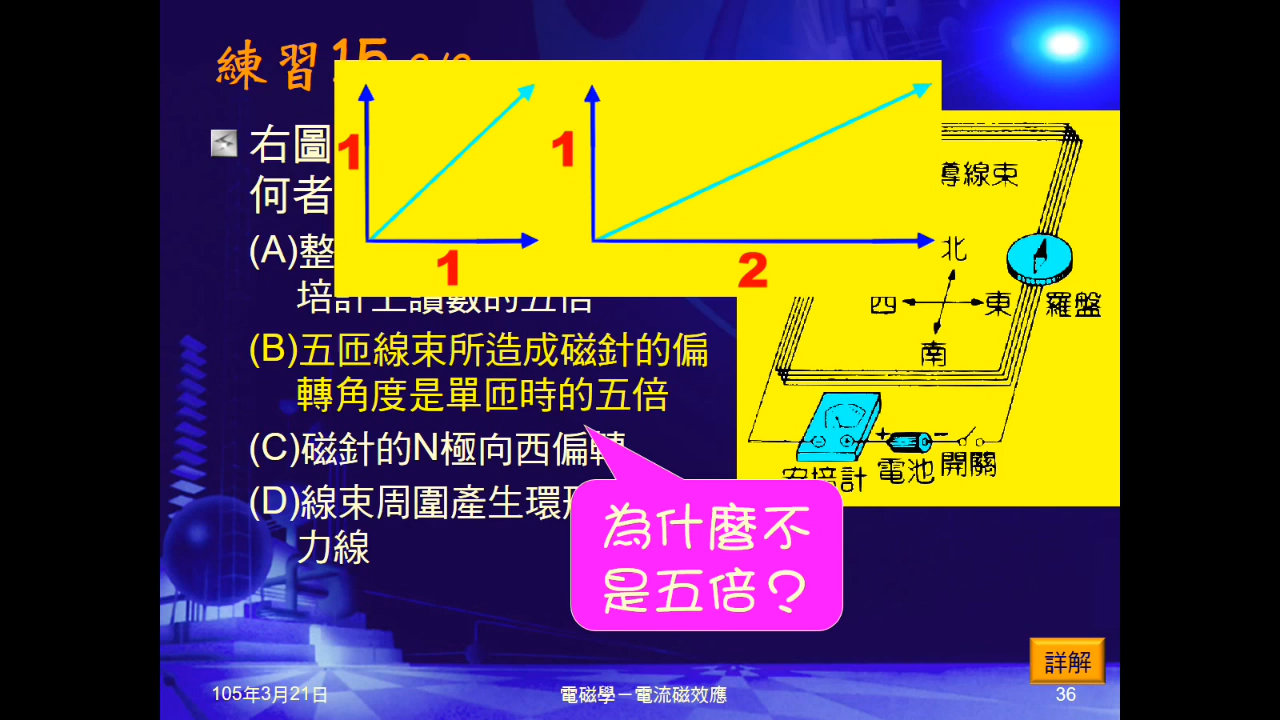 練習15
右圖
何者
(A)整
培計上讀數的五倍
(B)五匝線束所造成磁針的偏
轉角度是單匝時的五倍
(C)磁針的N極向西偏轉
(D)線束周圍產生環形
力線
1
1
1
2
導線束
北
西
東
羅盤
南
+
-
安培計
電池
開關
為什麼不
是五倍?
詳解
105年3月21日
電磁學－電流磁效應
36